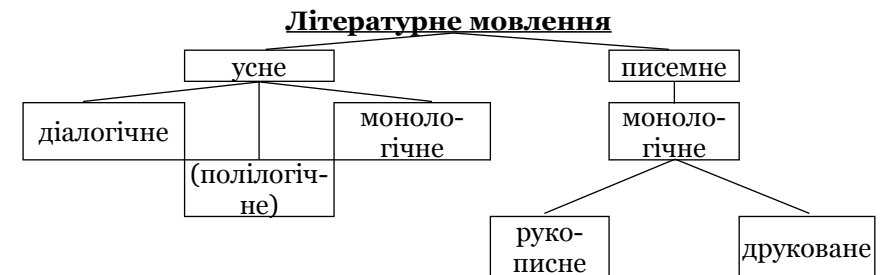 Літературне мовлення
усне
писемне
діалогічне
моноло-
гічне
моноло-
гічне
(полілогіч-
не)
руко-
писне
друковане